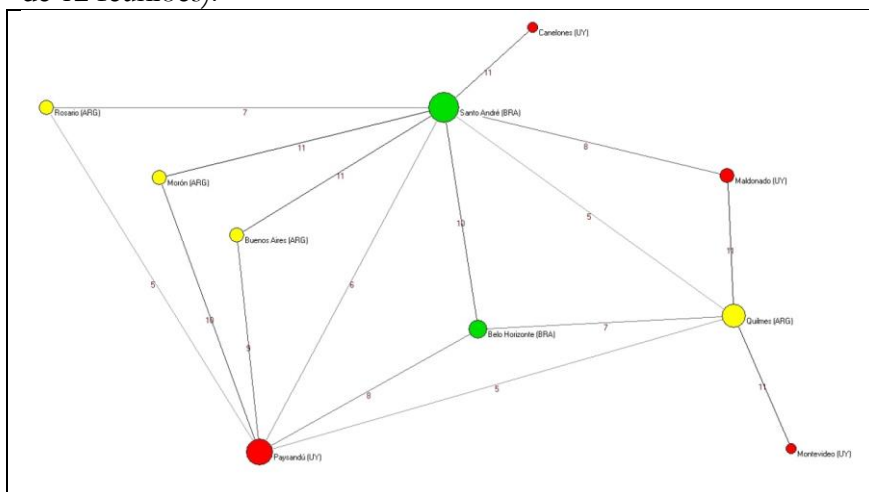 de 12 reuniões).
Canelones (UY)
11
Rosario (ARG)
7
Santo André (BRA)
11
8
Morón (ARG)
11
Maldonado (UY)
10
5
Buenos Aires (ARG)
11
5
6
10
9
Quilmes (ARG)
Belo Horizonte (BRA)
7
8
5
11
Paysandú (UY)
Montevideo (UY)